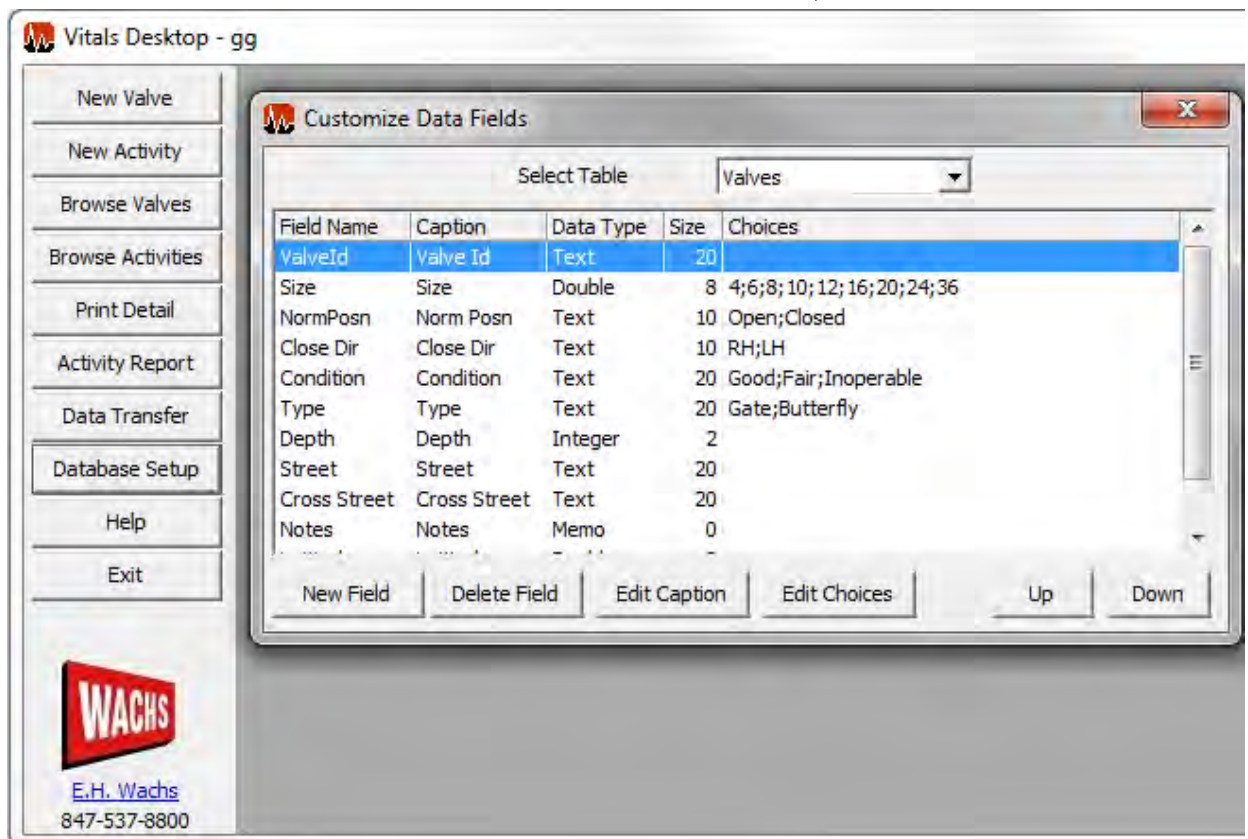 Vitals Desktop - gg
New Valve
New Activity
Browse Valves
Browse Activities
Print Detail
Activity Report
Data Transfer
Database Setup
Help
Exit
WACHS
E.H. Wachs
847-537-8800
Customize Data Fields
Select Table Valves
Field Name Caption Data Type Size Choices
ValveId Valve Id Text 20
Size Size Double 8 4;6;8;10;12;16;20;24;36
NormPosn Norm Posn Text 10 Open;Closed
Close Dir Close Dir Text 10 RH;LH
Condition Condition Text 20 Good;Fair;Inoperable
Type Type Text 20 Gate;Butterfly
Depth Depth Integer 2
Street Street Text 20
Cross Street Cross Street Text 20
Notes Notes Memo 0
New Field Delete Field Edit Caption Edit Choices Up Down